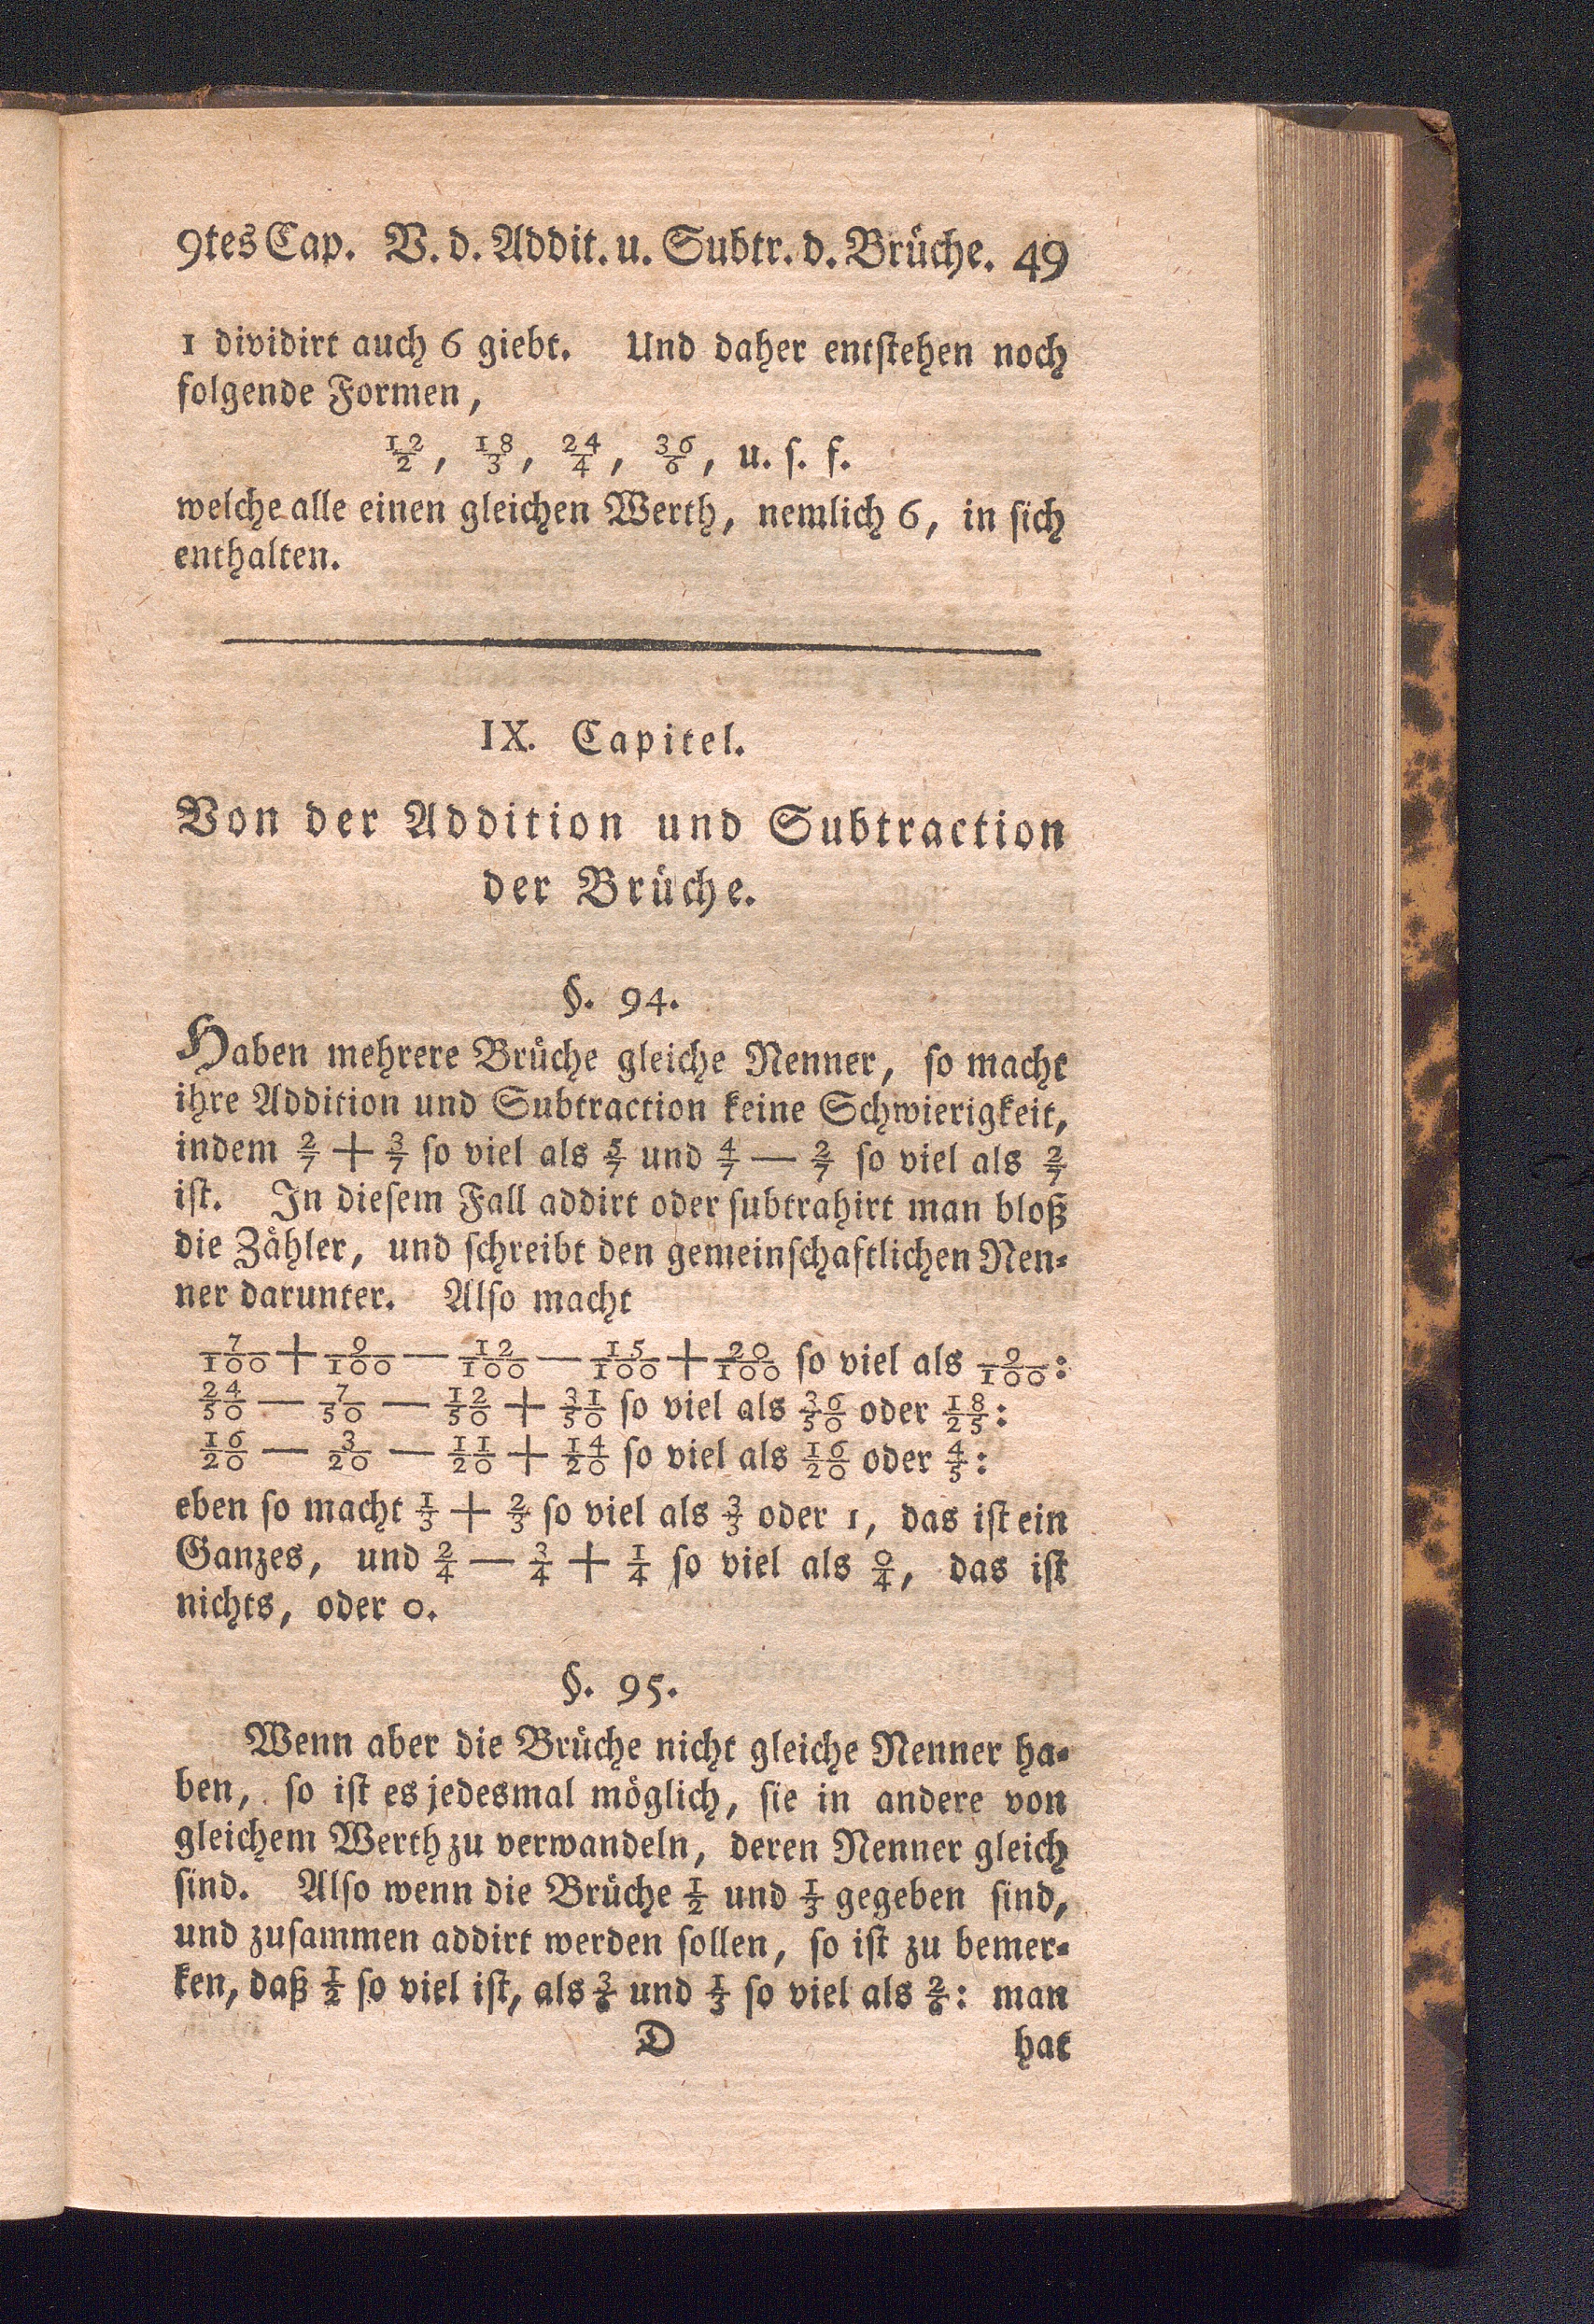 9tes Cap. V. d. Addit. u. Subtr. d. Brüche. 49
1 dividirt auch 6 giebt. Und daher entſtehen noch
folgende Formen,
12/2, 18/3, 24/4, 36/6, u. ſ. f.
welche alle einen gleichen Werth, nemlich 6, in ſich
enthalten.
IX. Capitel.
Von der Addition und Subtraction
der Brüche.
§. 94.
Haben mehrere Brüche gleiche Nenner, ſo macht
ihre Addition und Subtraction keine Schwierigkeit,
indem 2/7 + 3/7 ſo viel als 5/7 und 4/7 — 2/7 ſo viel als 2/7
iſt. In dieſem Fall addirt oder ſubtrahirt man bloß
die Zähler, und ſchreibt den gemeinſchaftlichen Nen⸗
ner darunter. Alſo macht
7/100 + 9/100 — 12/100 — 15/100 + 20/100 ſo viel als 9/100:
24/50 — 7/50 — 12/50 + 31/50 ſo viel als 36/50 oder 18/25:
16/20 — 3/20 — 11/20 + 14/20 ſo viel als 16/20 oder 4/5:
eben ſo macht 1/3 + 2/3 ſo viel als 3/3 oder 1, das iſt ein
Ganzes, und 2/4 — 3/4 + 1/4 ſo viel als 0/4, das iſt
nichts, oder 0.
§. 95.
Wenn aber die Brüche nicht gleiche Nenner ha⸗
ben, ſo iſt es jedesmal möglich, ſie in andere von
gleichem Werth zu verwandeln, deren Nenner gleich
ſind. Alſo wenn die Brüche 1/2 und 1/3 gegeben ſind,
und zuſammen addirt werden ſollen, ſo iſt zu bemer⸗
ken, daß 1/2 ſo viel iſt, als 3/6 und 1/3 ſo viel als 2/6: man
D hat